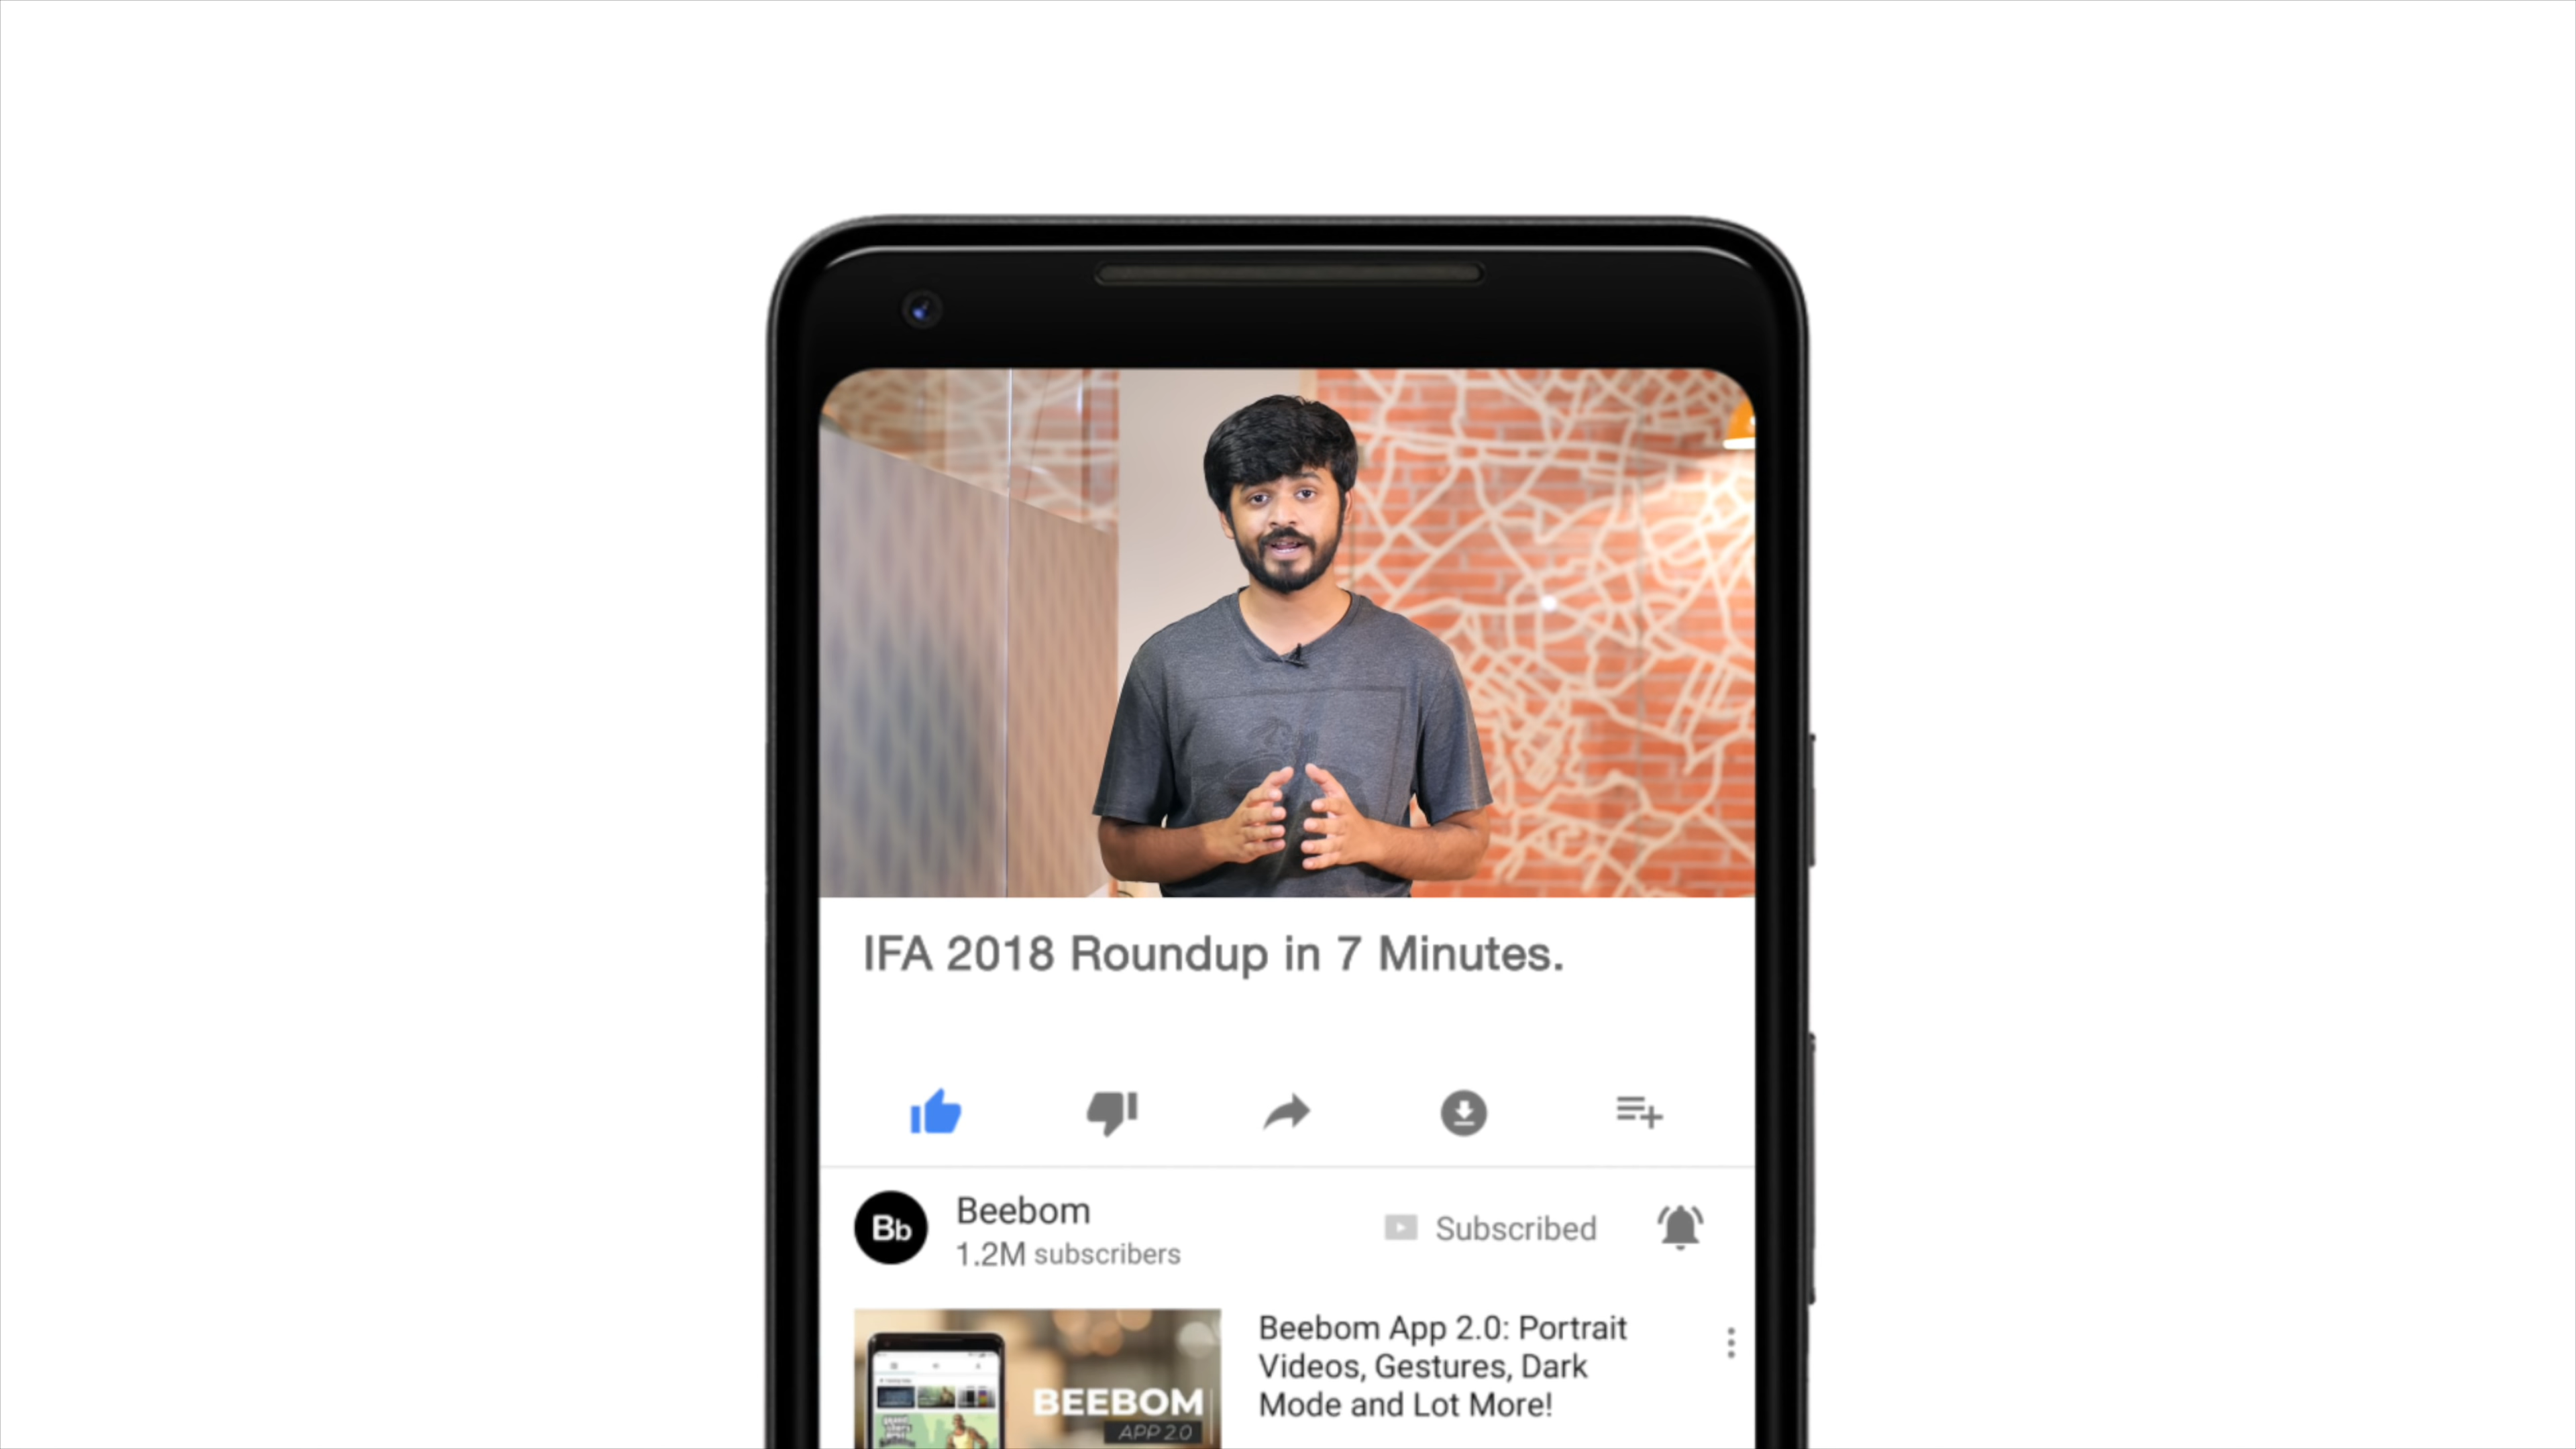 IFA 2018 Roundup in 7 Minutes.
Bb
Beebom
1.2M subscribers
Subscribed
BEEBOM
APP 2.0
Beebom App 2.0: Portrait
Videos, Gestures, Dark
Mode and Lot More!